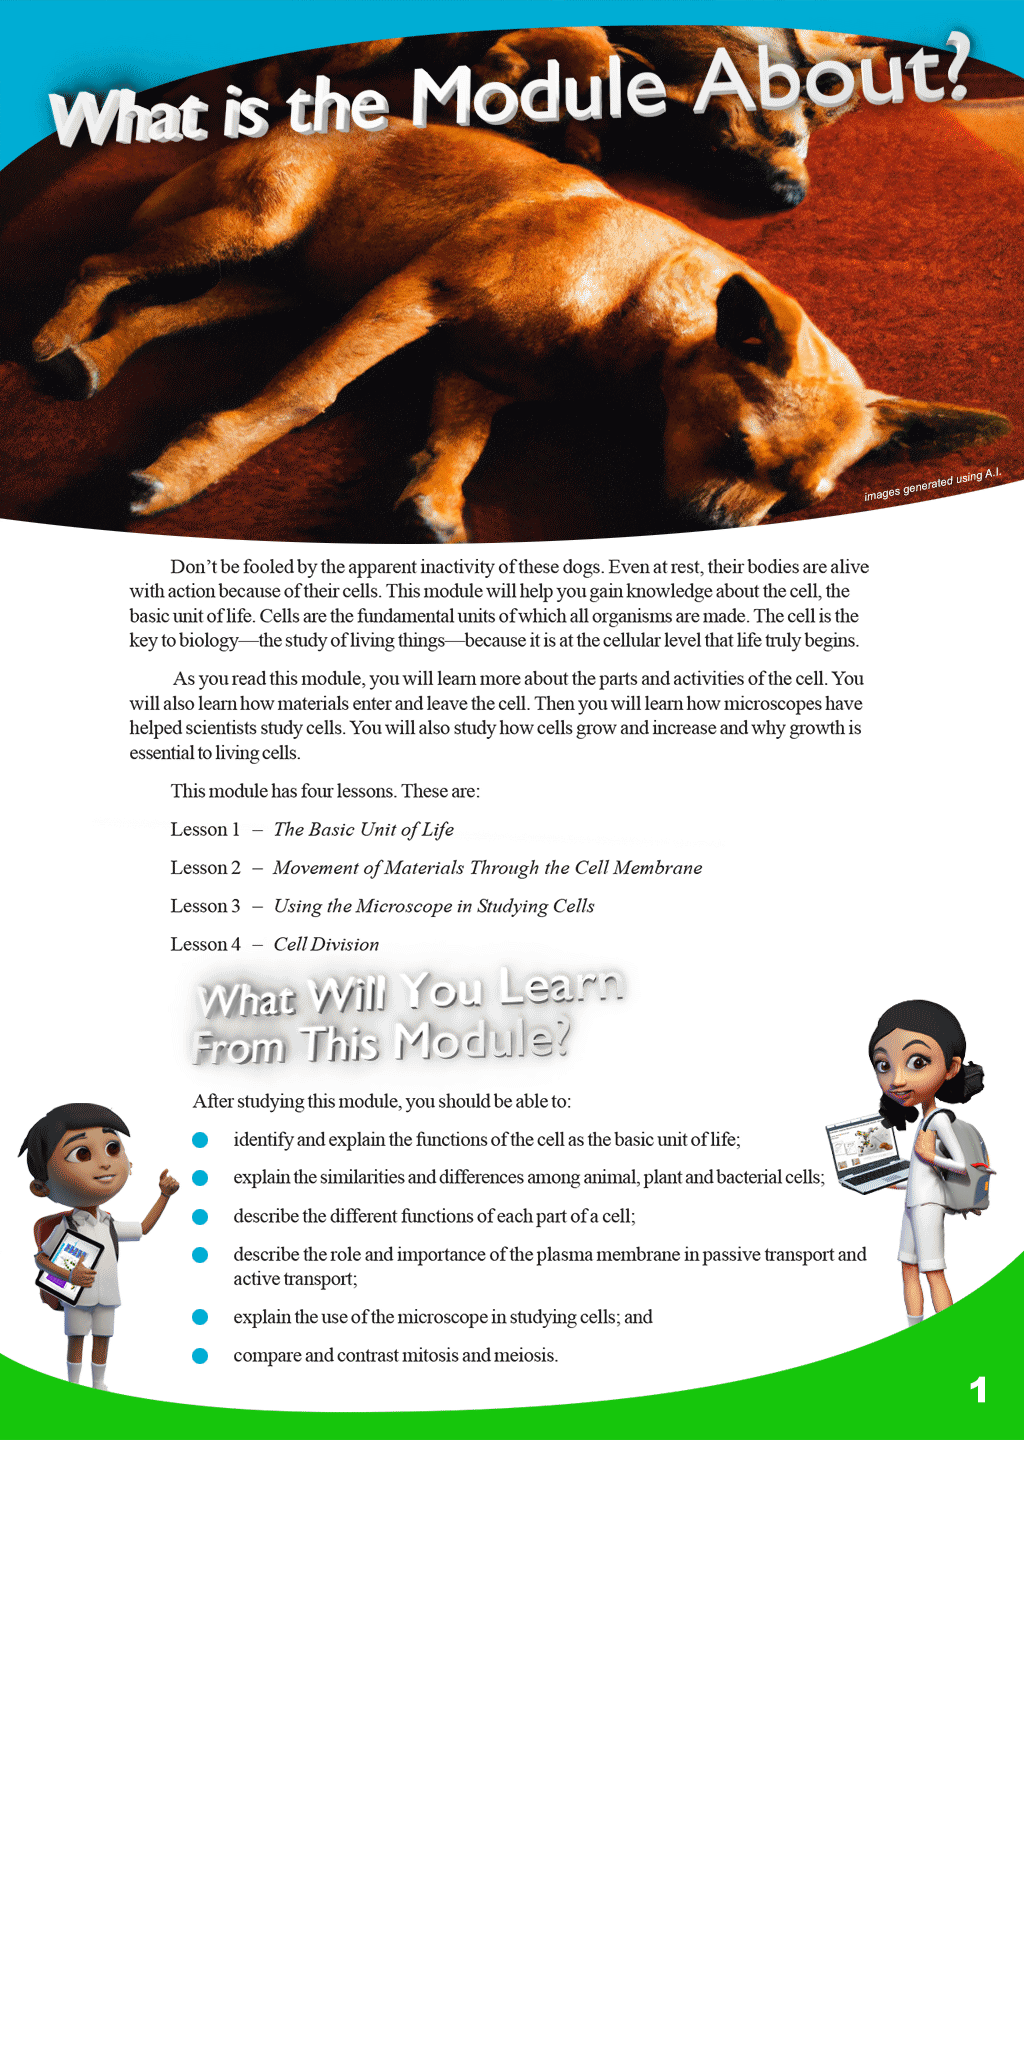 What is the Module About?
images generated using A.I.
Don't be fooled by the apparent inactivity of these dogs. Even at rest, their bodies are alive
with action because of their cells. This module will help you gain knowledge about the cell, the
basic unit of life. Cells are the fundamental units of which all organisms are made. The cell is the
key to biology—the study of living things—because it is at the cellular level that life truly begins.
As you read this module, you will learn more about the parts and activities of the cell. You
will also learn how materials enter and leave the cell. Then you will learn how microscopes have
helped scientists study cells. You will also study how cells grow and increase and why growth is
essential to living cells.
This module has four lessons. These are:
Lesson 1 – The Basic Unit of Life
Lesson 2 – Movement of Materials Through the Cell Membrane
Lesson 3 – Using the Microscope in Studying Cells
Lesson 4 – Cell Division
What Will You Learn
From This Module?
After studying this module, you should be able to:
identify and explain the functions of the cell as the basic unit of life;
explain the similarities and differences among animal, plant and bacterial cells;
describe the different functions of each part of a cell;
describe the role and importance of the plasma membrane in passive transport and
active transport;
explain the use of the microscope in studying cells; and
compare and contrast mitosis and meiosis.
1